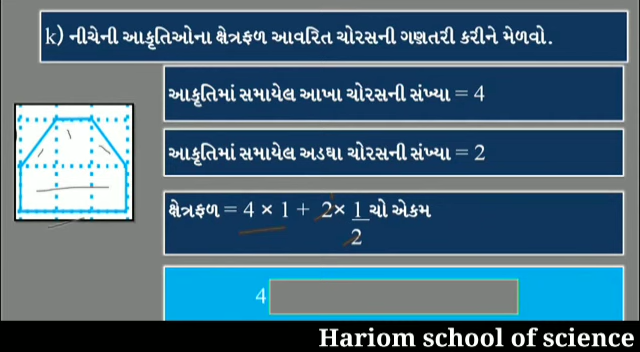 k) નીચેની આકૃતિઓના ક્ષેત્રફળ આવરિત ચોરસની ગણતરી કરીને મેળવો.
આકૃતિમાં સમાયેલ આખા ચોરસની સંખ્યા = 4
આકૃતિમાં સમાયેલ અડધા ચોરસની સંખ્યા = 2
ક્ષેત્રફળ = 4 × 1 + 2 × 1/2 ચો એકમ
4
Hariom school of science